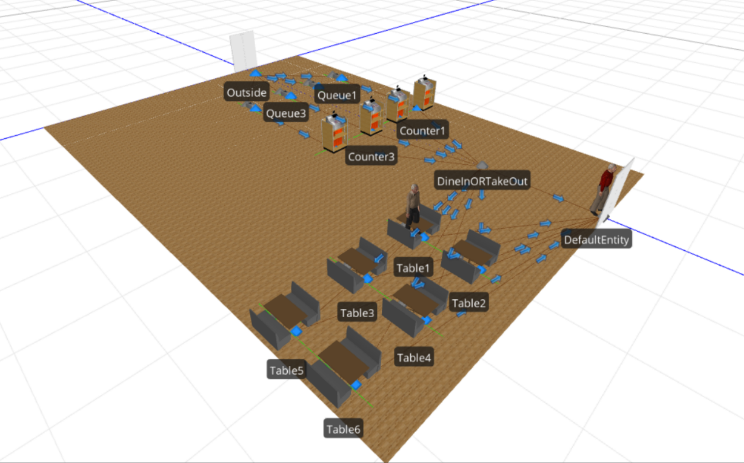 Outside
Queue1
Queue3
Counter1
Counter3
DineInORTakeOut
DefaultEntity
Table1
Table2
Table3
Table4
Table5
Table6